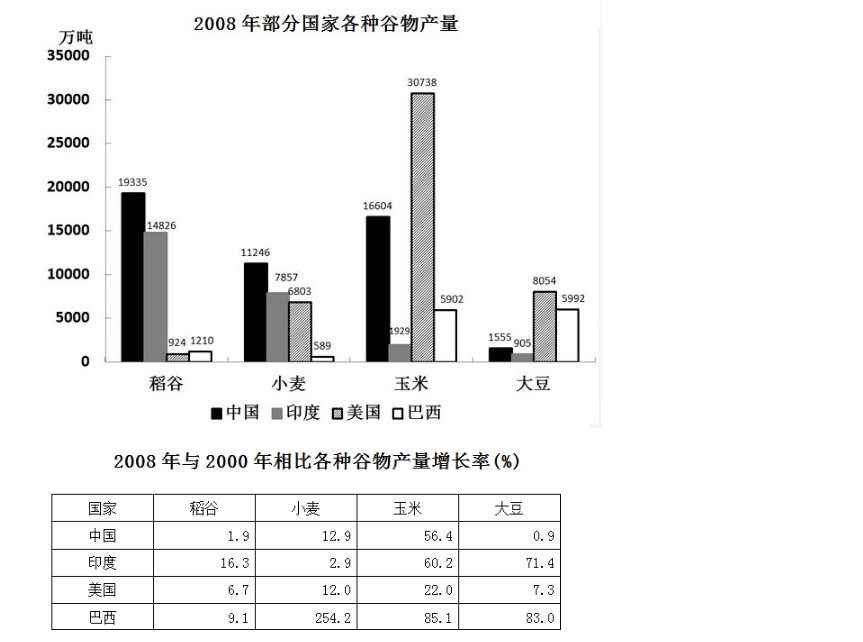 2008 年部分国家各种谷物产量
万吨
35000
30000
25000
20000
15000
10000
5000
0
19335
14826
924
1210
11246
7857
6803
589
16604
1929
30738
5902
1555
905
8054
5992
稻谷 小麦 玉米 大豆
中国 印度 美国 巴西
2008 年与 2000 年相比各种谷物产量增长率(%)
国家 稻谷 小麦 玉米 大豆
中国 1.9 12.9 56.4 0.9
印度 16.3 2.9 60.2 71.4
美国 6.7 12.0 22.0 7.3
巴西 9.1 254.2 85.1 83.0